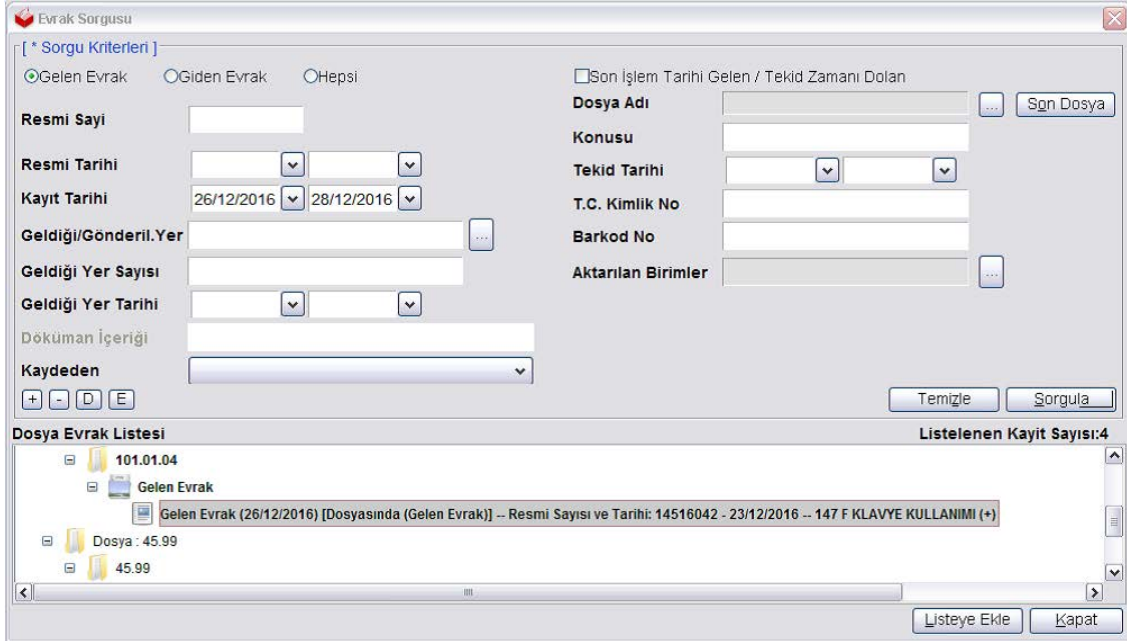 Evrak Sorgusu
[ * Sorgu Kriterleri ]
Gelen Evrak Giden Evrak Hepsi
Son İşlem Tarihi Gelen / Tekid Zamanı Dolan
Resmi Sayi
Resmi Tarihi
Kayıt Tarihi 26/12/2016 28/12/2016
Geldiği/Gönderil.Yer ...
Geldiği Yer Sayısı
Geldiği Yer Tarihi
Döküman İçeriği
Kaydeden
+ - D E
Dosya Adı ... Son Dosya
Konusu
Tekid Tarihi
T.C. Kimlik No
Barkod No
Aktarılan Birimler ...
Temizle Sorgula
Dosya Evrak Listesi Listelenen Kayit Sayısı:4
101.01.04
Gelen Evrak
Gelen Evrak (26/12/2016) [Dosyasında (Gelen Evrak)] -- Resmi Sayısı ve Tarihi: 14516042 - 23/12/2016 -- 147 F KLAVYE KULLANIMI (+)
Dosya : 45.99
45.99
Listeye Ekle Kapat